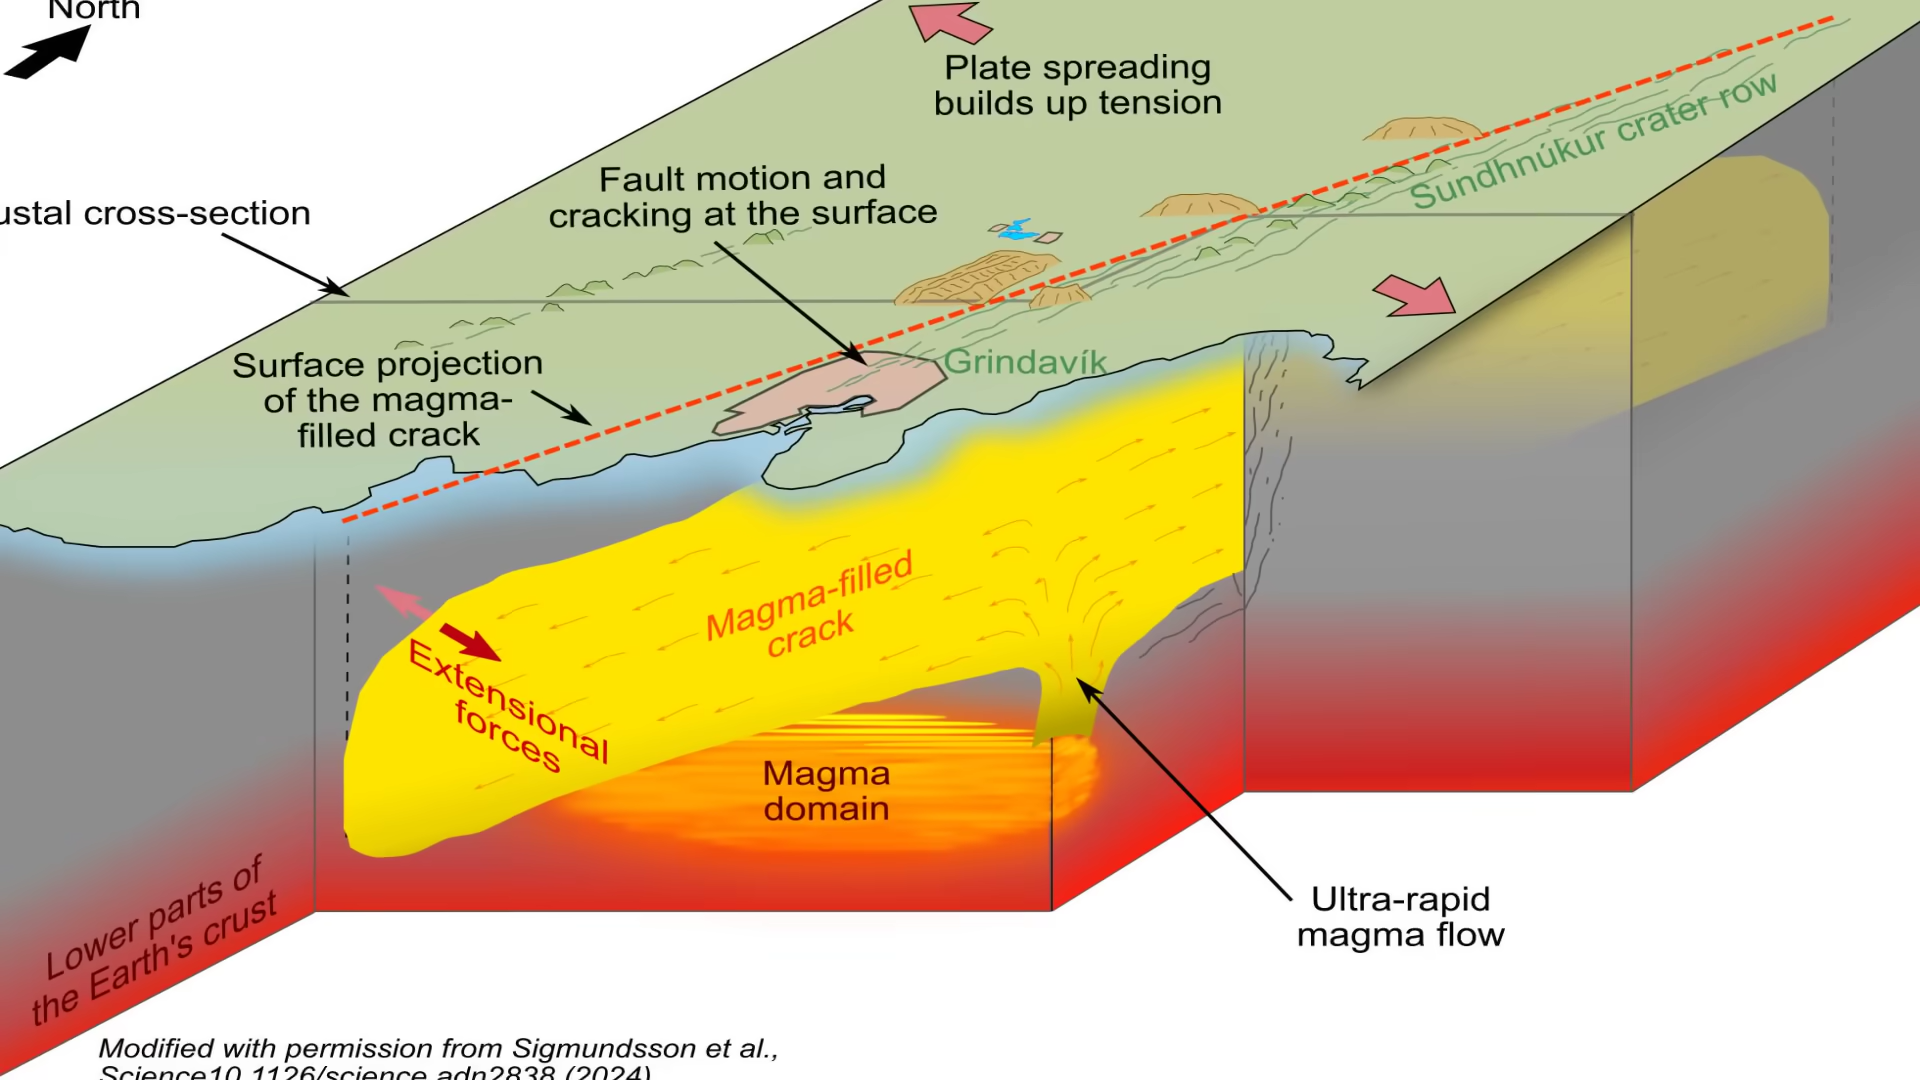 North
Plate spreading
builds up tension
Sundhnúkur crater row
Fault motion and
cracking at the surface
ustal cross-section
Grindavík
Surface projection
of the magma-
filled crack
Magma-filled
crack
Extensional
forces
Magma
domain
Ultra-rapid
magma flow
Lower parts of
the Earth's crust
Modified with permission from Sigmundsson et al.,
Science10.1126/science.adn2838 (2024)